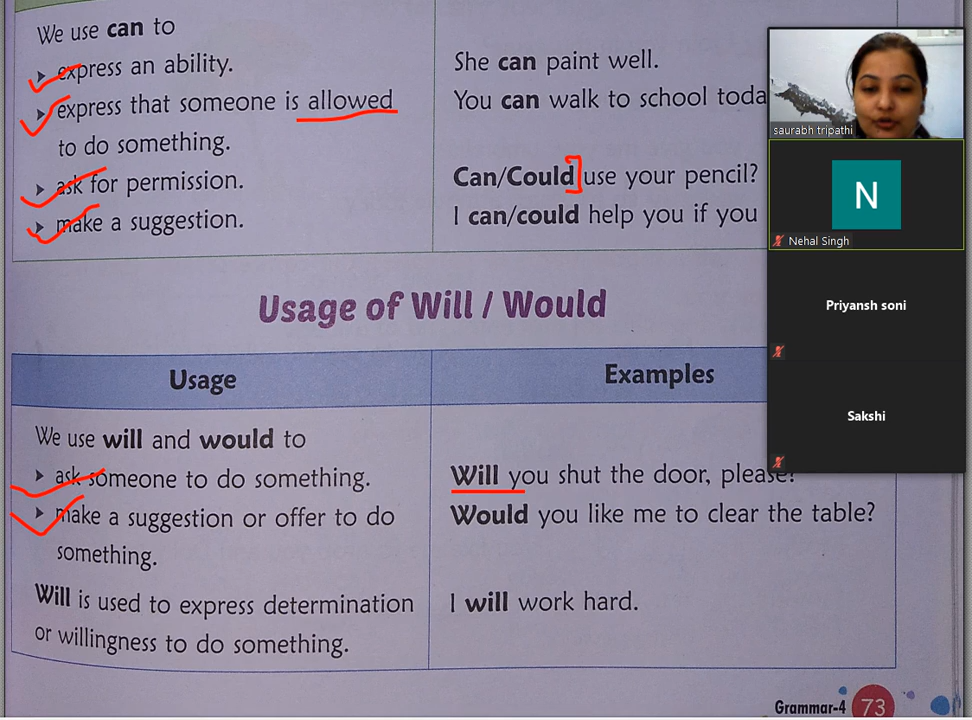 We use can to
express an ability.
She can paint well.
express that someone is allowed
to do something.
You can walk to school toda
ask for permission.
Can/Could use your pencil?
make a suggestion.
I can/could help you if you
Usage of Will / Would
Usage
Examples
We use will and would to
ask someone to do something.
Will you shut the door, please?
make a suggestion or offer to do
something.
Would you like me to clear the table?
Will is used to express determination
or willingness to do something.
I will work hard.
Grammar-4 73
saurabh tripathi
N
Nehal Singh
Priyansh soni
Sakshi